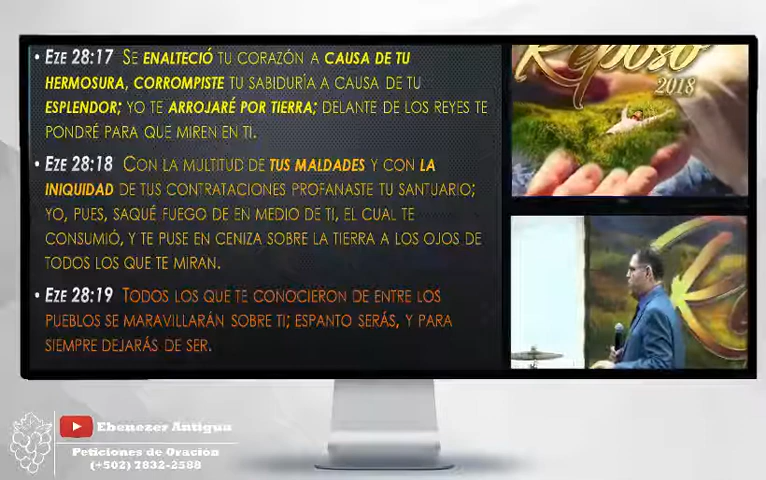 • Eze 28:17 Se enalteció tu corazón a causa de tu
hermosura, corrompiste tu sabiduría a causa de tu
esplendor; yo te arrojaré por tierra; delante de los reyes te
pondré para que miren en ti.
• Eze 28:18 Con la multitud de tus maldades y con la
iniquidad de tus contrataciones profanaste tu santuario;
yo, pues, saqué fuego de en medio de ti, el cual te
consumió, y te puse en ceniza sobre la tierra a los ojos de
todos los que te miran.
• Eze 28:19 Todos los que te conocieron de entre los
pueblos se maravillarán sobre ti; espanto serás, y para
siempre dejarás de ser.
Reposo
2018
Ebenezer Antigua
Peticiones de Oración
(+502) 7832-2588